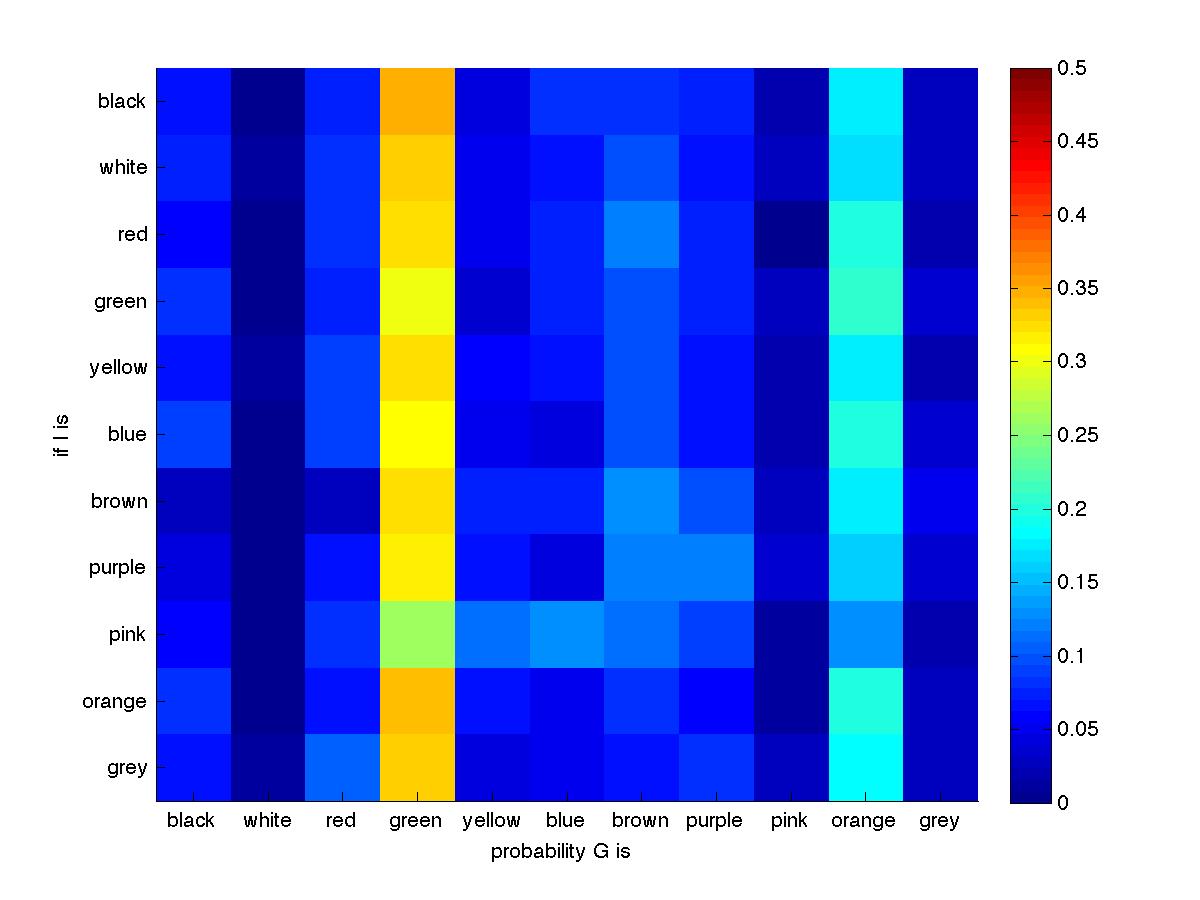 if I is
black
white
red
green
yellow
blue
brown
purple
pink
orange
grey
black white red green yellow blue brown purple pink orange grey
probability G is
0.5
0.45
0.4
0.35
0.3
0.25
0.2
0.15
0.1
0.05
0